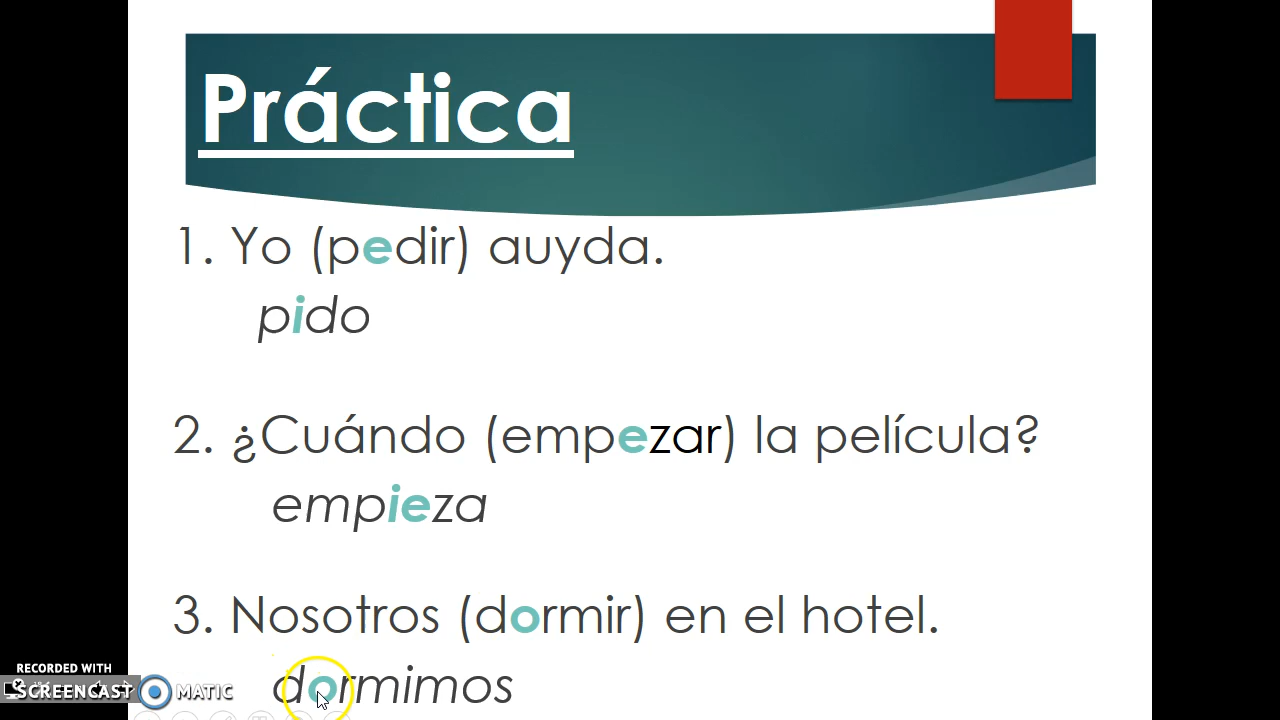 Práctica
1. Yo (pedir) auyda.
pido
2. ¿Cuándo (empezar) la película?
empieza
3. Nosotros (dormir) en el hotel.
dormimos
RECORDED WITH
SCREENCAST MATIC